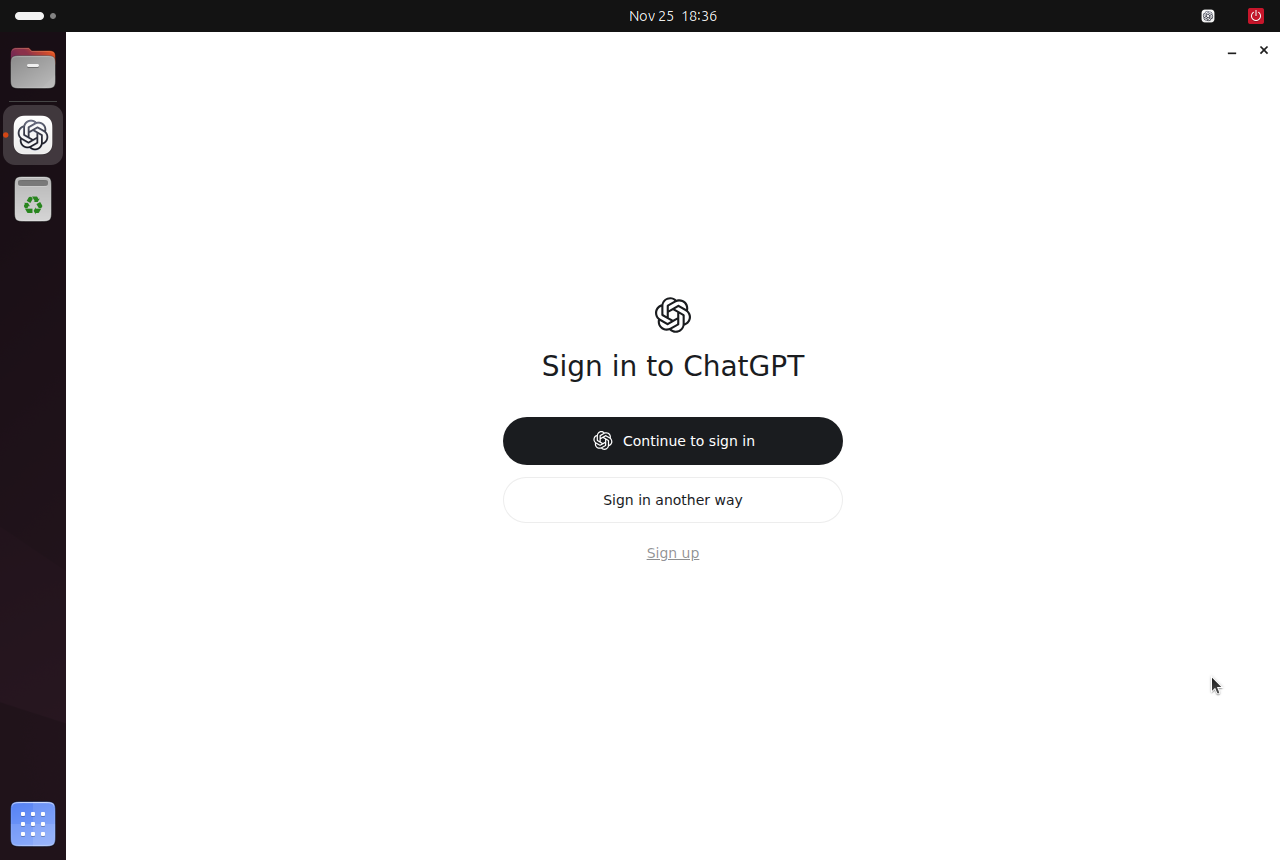 Nov 25 18:36
Sign in to ChatGPT
Continue to sign in
Sign in another way
Sign up